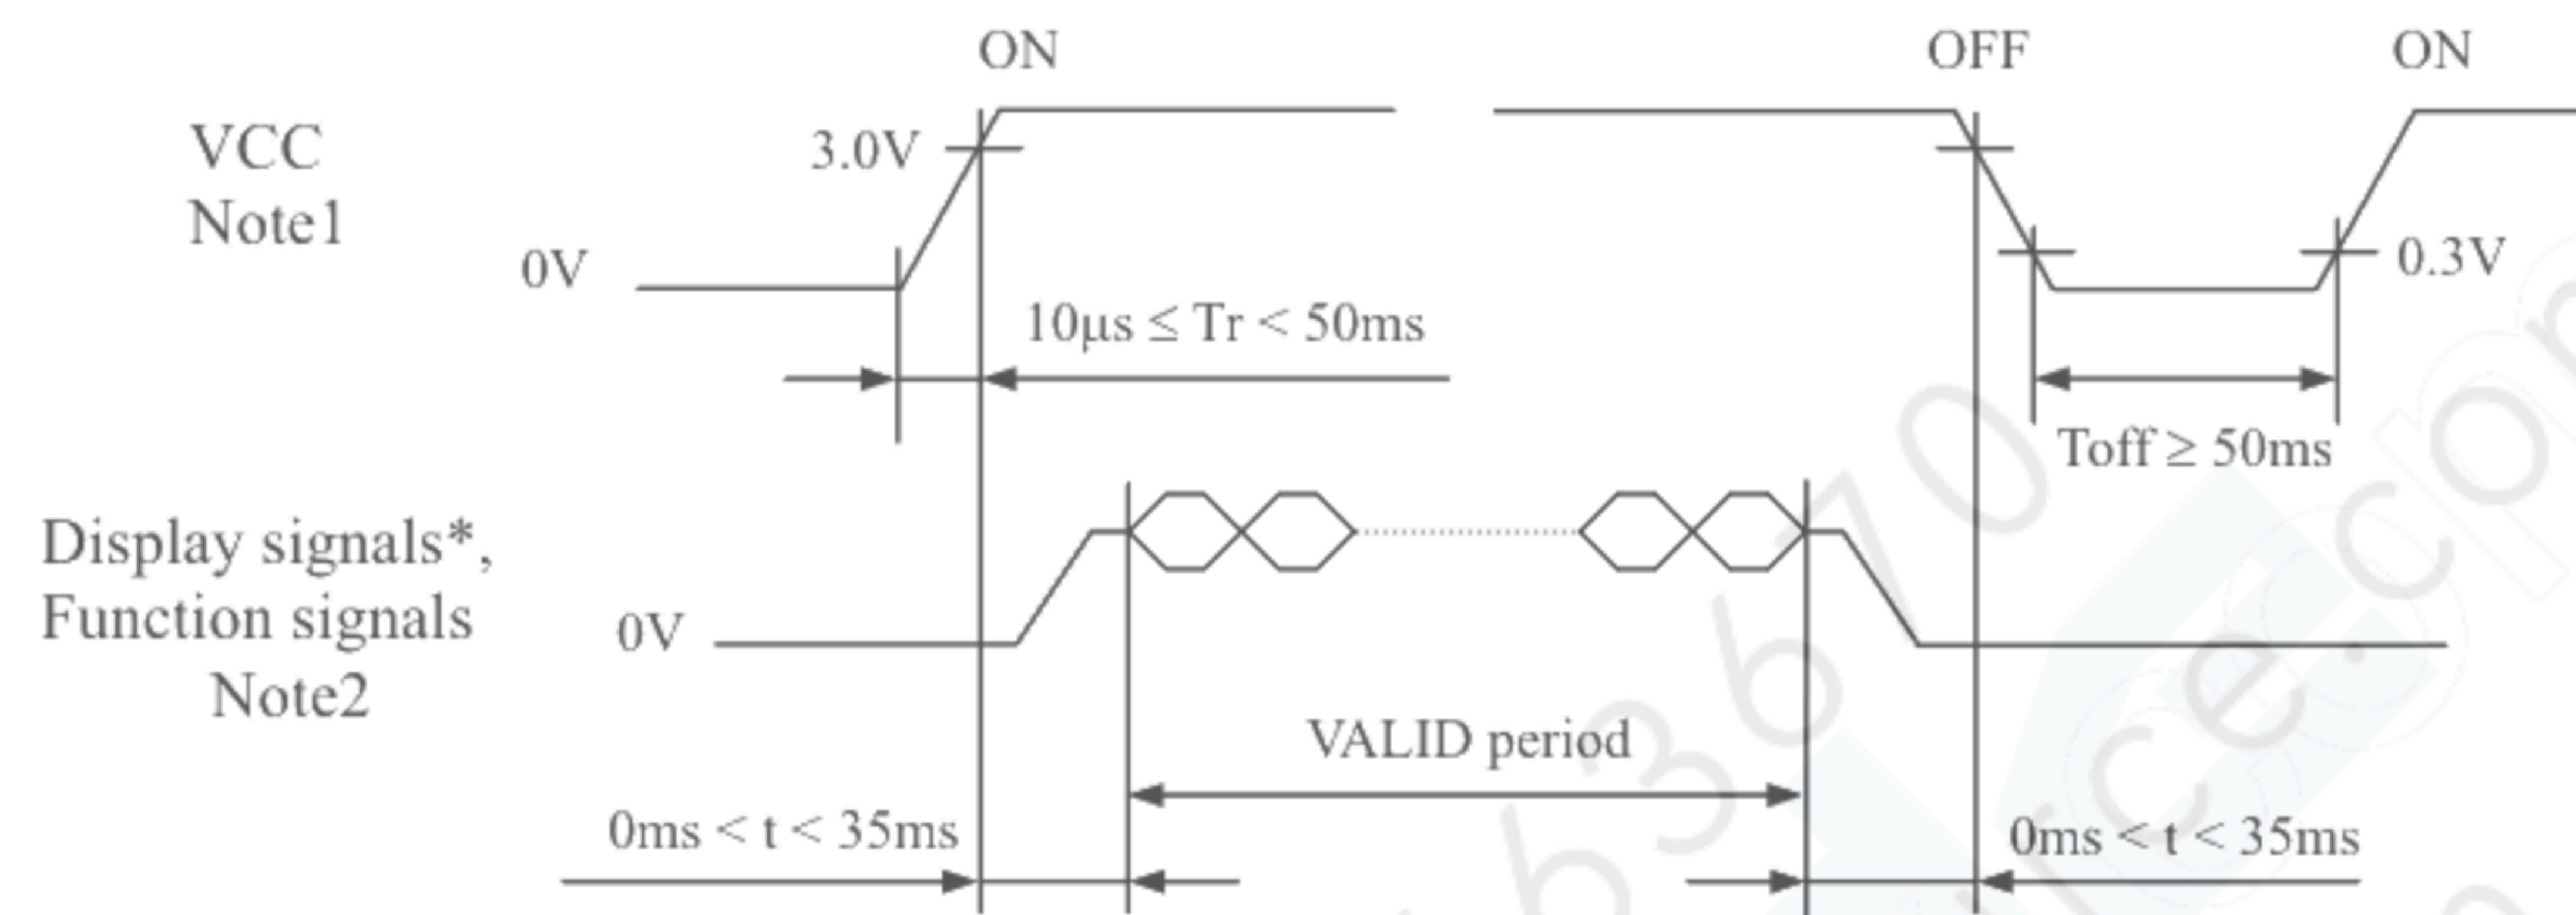 ON
OFF
ON
VCC
3.0V
Note1
0V
0.3V
10μs ≤ Tr < 50ms
Toff ≥ 50ms
Display signals*,
Function signals
0V
Note2
VALID period
0ms < t < 35ms
0ms < t < 35ms